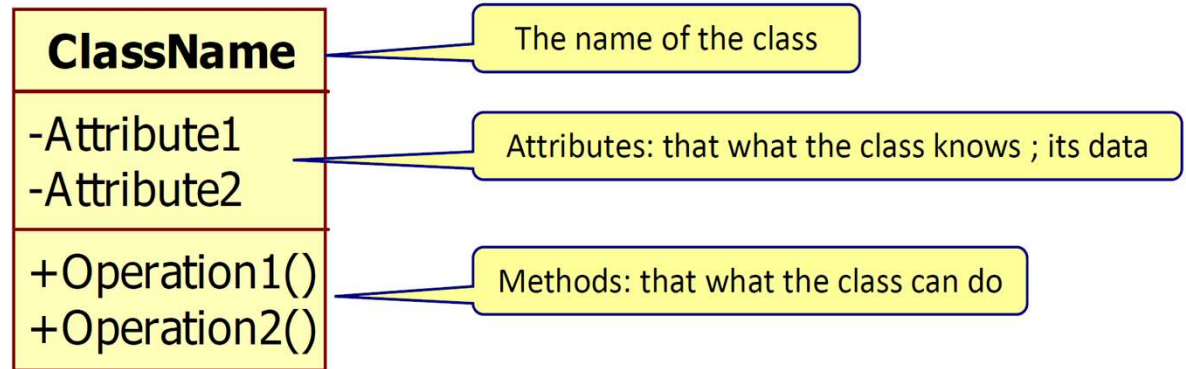 ClassName
The name of the class
-Attribute1
-Attribute2
Attributes: that what the class knows ; its data
+Operation1()
+Operation2()
Methods: that what the class can do